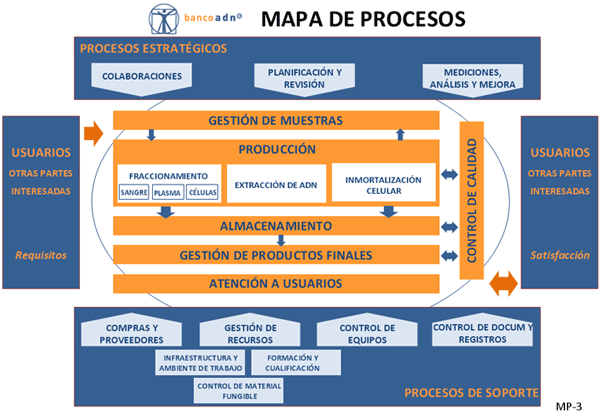 bancoadn®
MAPA DE PROCESOS
PROCESOS ESTRATÉGICOS
COLABORACIONES
PLANIFICACIÓN Y
REVISIÓN
MEDICIONES,
ANÁLISIS Y MEJORA
USUARIOS
OTRAS PARTES
INTERESADAS
Requisitos
GESTIÓN DE MUESTRAS
PRODUCCIÓN
FRACCIONAMIENTO
SANGRE
PLASMA
CÉLULAS
EXTRACCIÓN DE ADN
INMORTALIZACIÓN
CELULAR
ALMACENAMIENTO
GESTIÓN DE PRODUCTOS FINALES
ATENCIÓN A USUARIOS
CONTROL DE CALIDAD
USUARIOS
OTRAS PARTES
INTERESADAS
Satisfacción
COMPRAS Y
PROVEEDORES
GESTIÓN DE
RECURSOS
CONTROL DE
EQUIPOS
CONTROL DE DOCUM Y
REGISTROS
INFRAESTRUCTURA Y
AMBIENTE DE TRABAJO
FORMACIÓN Y
CUALIFICACIÓN
CONTROL DE MATERIAL
FUNGIBLE
PROCESOS DE SOPORTE
MP-3